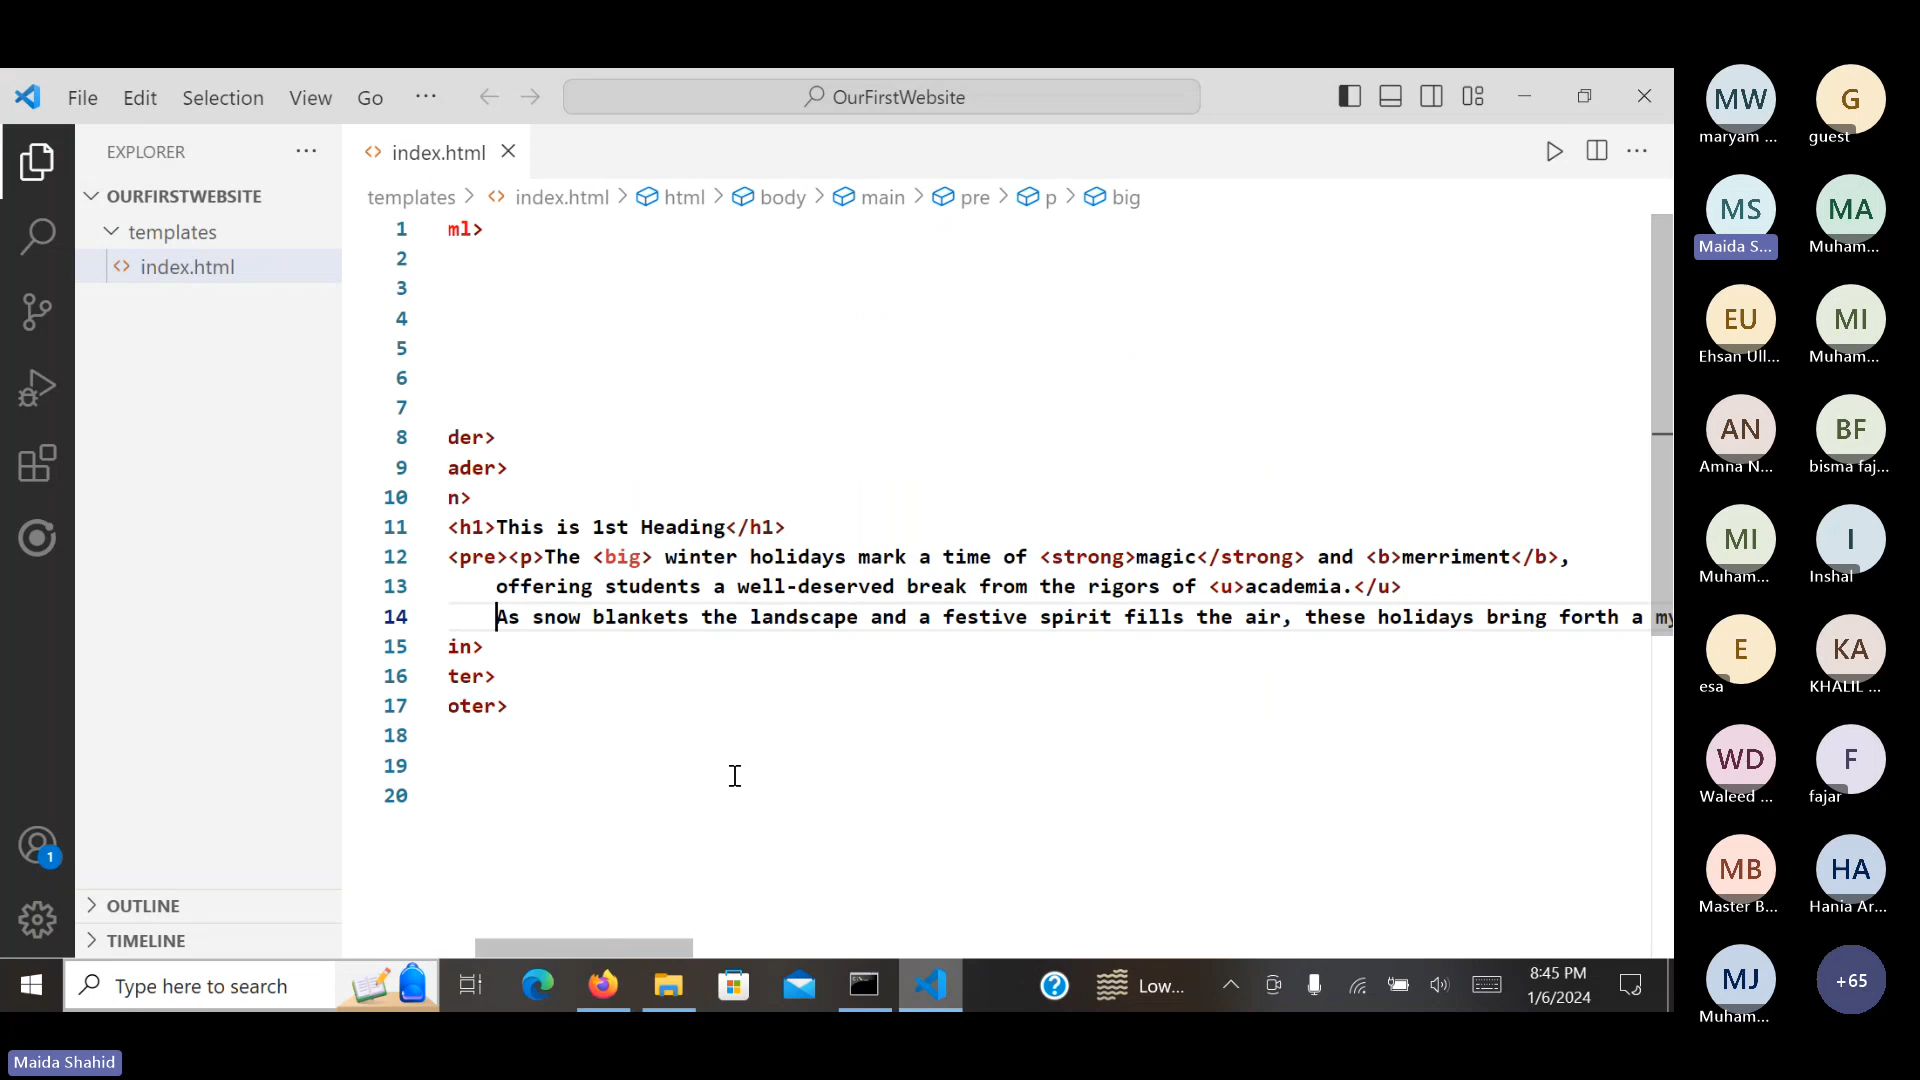 File Edit Selection View Go ··· OurFirstWebsite
EXPLORER ···
index.html
OURFIRSTWEBSITE
templates
index.html
templates > index.html > html > body > main > pre > p > big
1 ml>
2
3
4
5
6
7
8 der>
9 ader>
10 n>
11 <h1>This is 1st Heading</h1>
12 <pre><p>The <big> winter holidays mark a time of <strong>magic</strong> and <b>merriment</b>,
13 offering students a well-deserved break from the rigors of <u>academia.</u>
14 As snow blankets the landscape and a festive spirit fills the air, these holidays bring forth a my
15 in>
16 ter>
17 oter>
18
19
20
OUTLINE
TIMELINE
1
Type here to search
Low...
8:45 PM
1/6/2024
MW
maryam ...
G
guest
MS
Maida S...
MA
Muham...
EU
Ehsan Ull...
MI
Muham...
AN
Amna N...
BF
bisma faj...
MI
Muham...
I
Inshal
E
esa
KA
KHALIL ...
WD
Waleed ...
F
fajar
MB
Master B...
HA
Hania Ar...
MJ
Muham...
+65
Maida Shahid